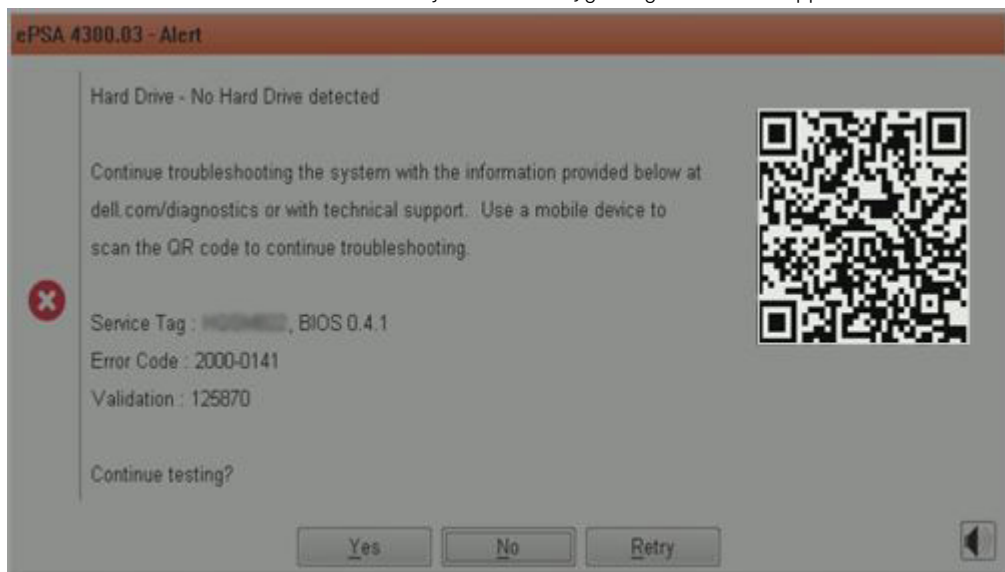 ePSA 4300.03 - Alert
Hard Drive - No Hard Drive detected
Continue troubleshooting the system with the information provided below at
dell.com/diagnostics or with technical support. Use a mobile device to
scan the QR code to continue troubleshooting.
Service Tag : , BIOS 0.4.1
Error Code : 2000-0141
Validation : 125870
Continue testing?
Yes No Retry